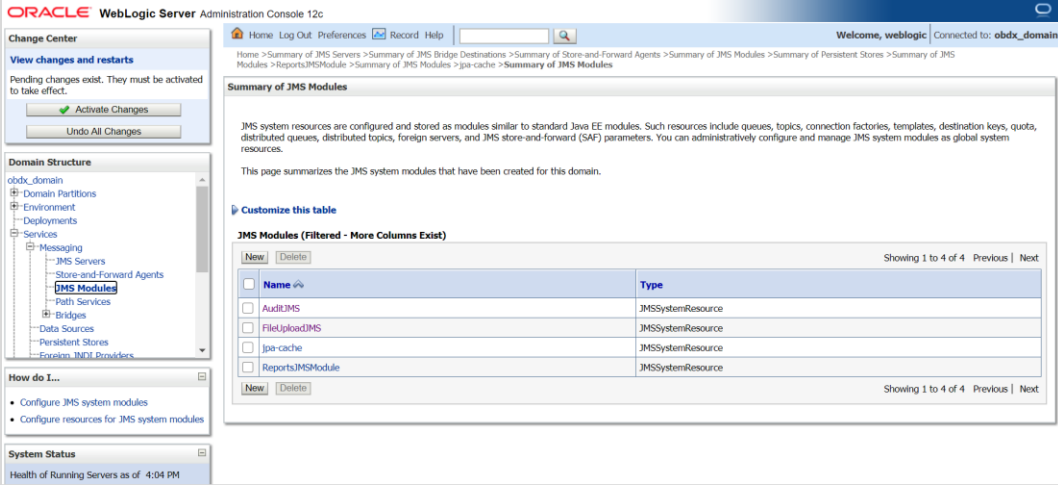 ORACLE WebLogic Server Administration Console 12c
Change Center
View changes and restarts
Pending changes exist. They must be activated
to take effect.
Activate Changes
Undo All Changes
Domain Structure
obdx_domain
Domain Partitions
Environment
Deployments
Services
Messaging
JMS Servers
Store-and-Forward Agents
JMS Modules
Path Services
Bridges
Data Sources
Persistent Stores
Foreign JNDI Providers
How do I...
Configure JMS system modules
Configure resources for JMS system modules
System Status
Health of Running Servers as of 4:04 PM
Home Log Out Preferences Record Help
Welcome, weblogic Connected to: obdx_domain
Home >Summary of JMS Servers >Summary of JMS Bridge Destinations >Summary of Store-and-Forward Agents >Summary of JMS Modules >Summary of Persistent Stores >Summary of JMS
Modules >ReportsJMSModule >Summary of JMS Modules >jpa-cache >Summary of JMS Modules
Summary of JMS Modules
JMS system resources are configured and stored as modules similar to standard Java EE modules. Such resources include queues, topics, connection factories, templates, destination keys, quota,
distributed queues, distributed topics, foreign servers, and JMS store-and-forward (SAF) parameters. You can administratively configure and manage JMS system modules as global system
resources.
This page summarizes the JMS system modules that have been created for this domain.
Customize this table
JMS Modules (Filtered - More Columns Exist)
New Delete Showing 1 to 4 of 4 Previous | Next
Name Type
AuditJMS JMSSystemResource
FileUploadJMS JMSSystemResource
jpa-cache JMSSystemResource
ReportsJMSModule JMSSystemResource
New Delete Showing 1 to 4 of 4 Previous | Next